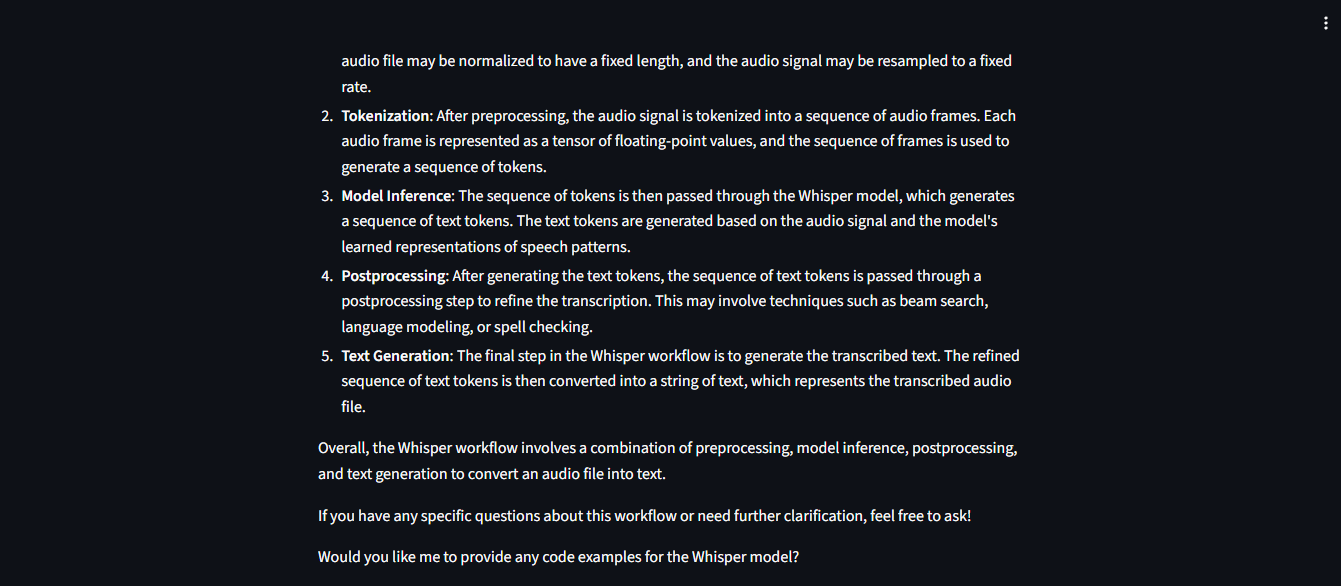 audio file may be normalized to have a fixed length, and the audio signal may be resampled to a fixed
rate.
2. Tokenization: After preprocessing, the audio signal is tokenized into a sequence of audio frames. Each
audio frame is represented as a tensor of floating-point values, and the sequence of frames is used to
generate a sequence of tokens.
3. Model Inference: The sequence of tokens is then passed through the Whisper model, which generates
a sequence of text tokens. The text tokens are generated based on the audio signal and the model's
learned representations of speech patterns.
4. Postprocessing: After generating the text tokens, the sequence of text tokens is passed through a
postprocessing step to refine the transcription. This may involve techniques such as beam search,
language modeling, or spell checking.
5. Text Generation: The final step in the Whisper workflow is to generate the transcribed text. The refined
sequence of text tokens is then converted into a string of text, which represents the transcribed audio
file.
Overall, the Whisper workflow involves a combination of preprocessing, model inference, postprocessing,
and text generation to convert an audio file into text.
If you have any specific questions about this workflow or need further clarification, feel free to ask!
Would you like me to provide any code examples for the Whisper model?